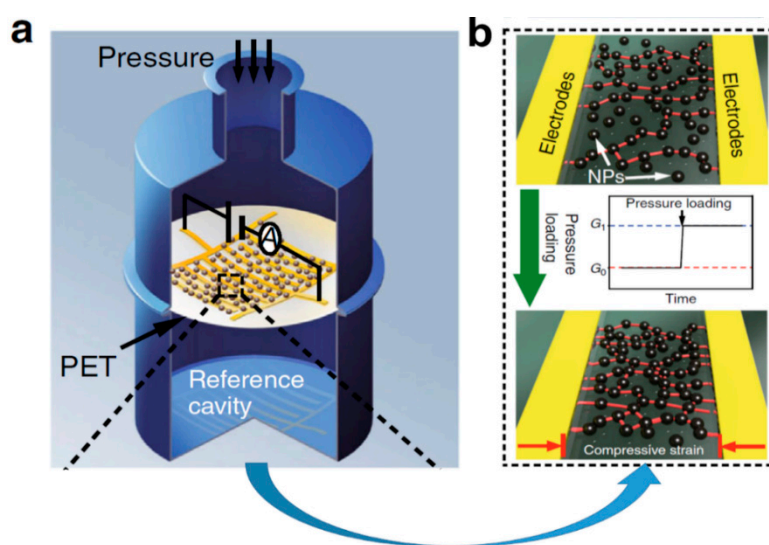 a
Pressure
A
PET
Reference
cavity
b
Electrodes
Electrodes
NPs
Pressure
loading
Pressure loading
G₁
G₀
Time
Compressive strain